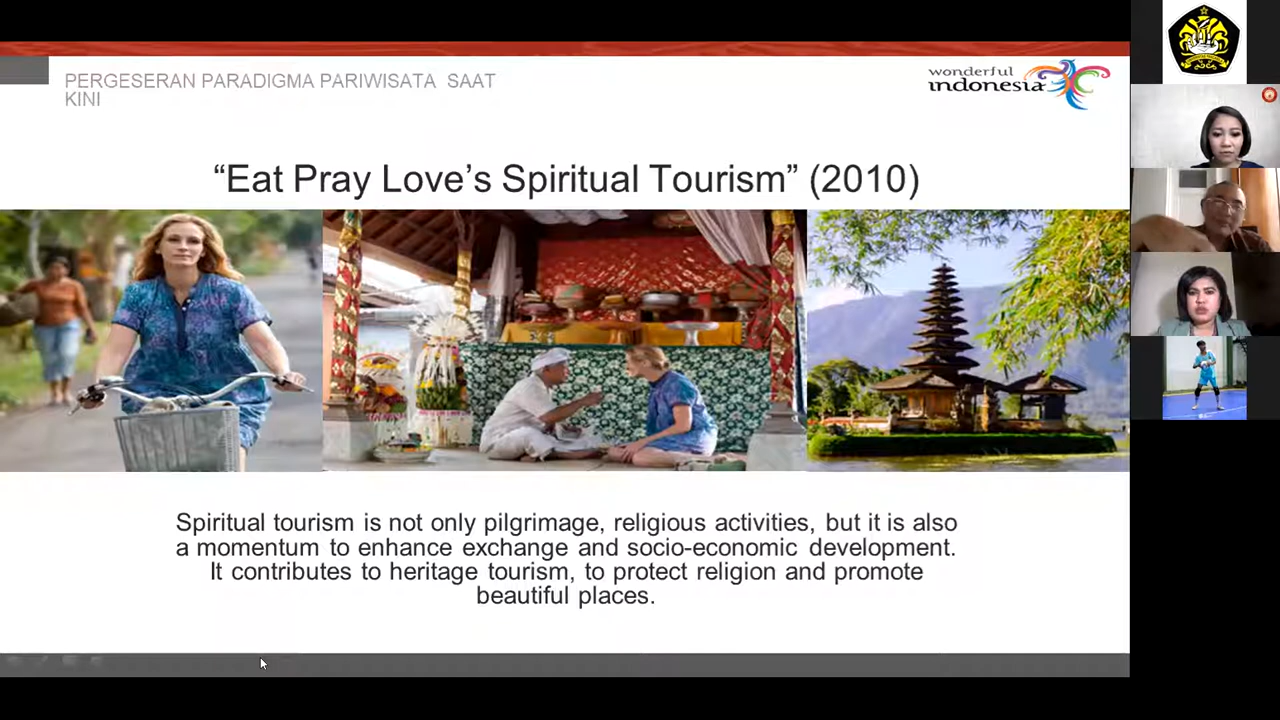 PERGESERAN PARADIGMA PARIWISATA SAAT
KINI
wonderful
indonesia
“Eat Pray Love’s Spiritual Tourism” (2010)
Spiritual tourism is not only pilgrimage, religious activities, but it is also
a momentum to enhance exchange and socio-economic development.
It contributes to heritage tourism, to protect religion and promote
beautiful places.